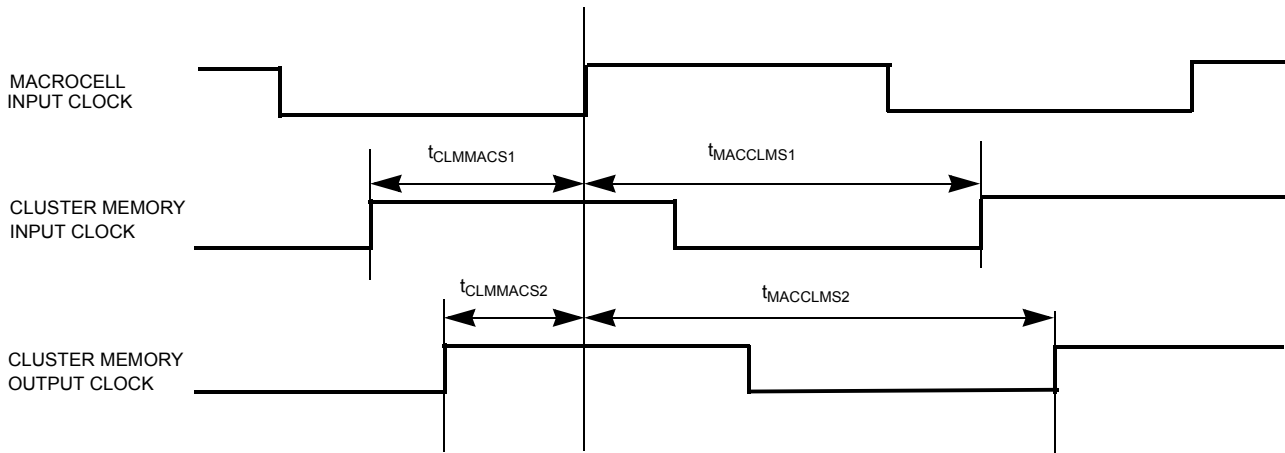 MACROCELL
INPUT CLOCK
tCLMMACS1
tMACCLMS1
CLUSTER MEMORY
INPUT CLOCK
tCLMMACS2
tMACCLMS2
CLUSTER MEMORY
OUTPUT CLOCK